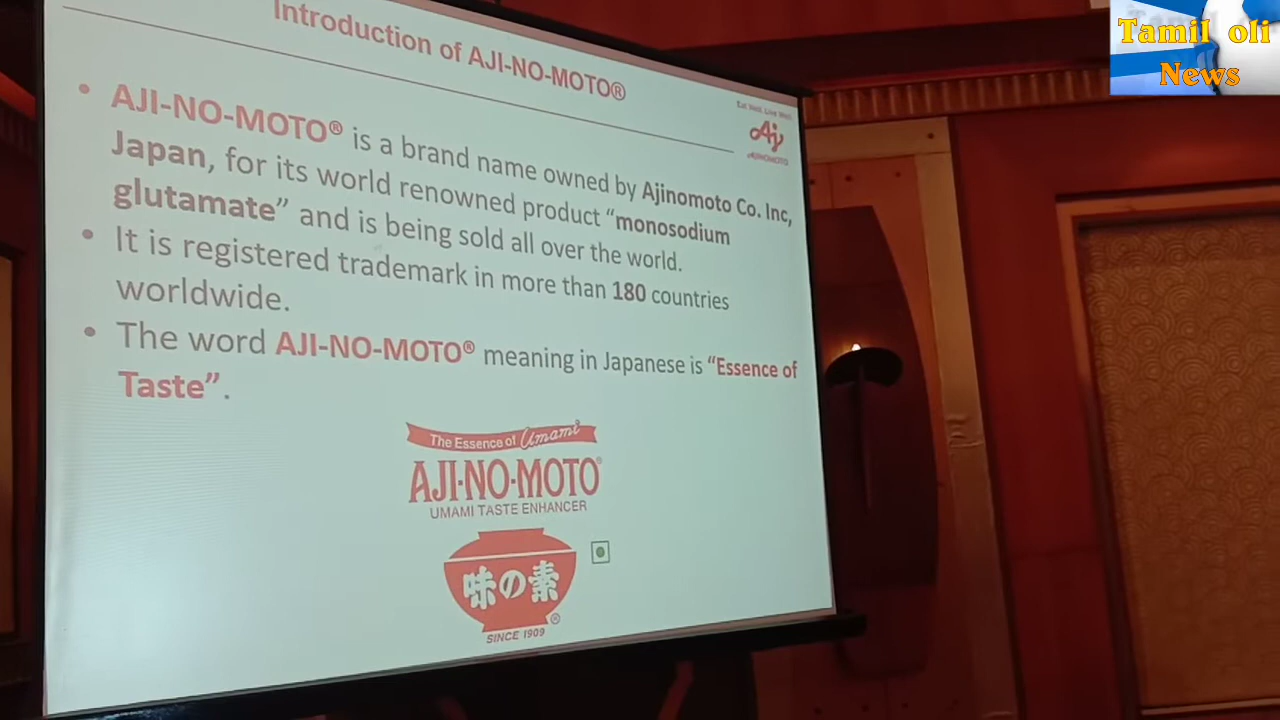 Introduction of AJI-NO-MOTO®
Eat Well, Live Well.
Aj
AJINOMOTO
• AJI-NO-MOTO® is a brand name owned by Ajinomoto Co. Inc,
Japan, for its world renowned product “monosodium
glutamate” and is being sold all over the world.
• It is registered trademark in more than 180 countries
worldwide.
• The word AJI-NO-MOTO® meaning in Japanese is “Essence of
Taste”.
The Essence of Umami
AJI-NO-MOTO®
UMAMI TASTE ENHANCER
味の素
®
SINCE 1909
Tamil oli
News